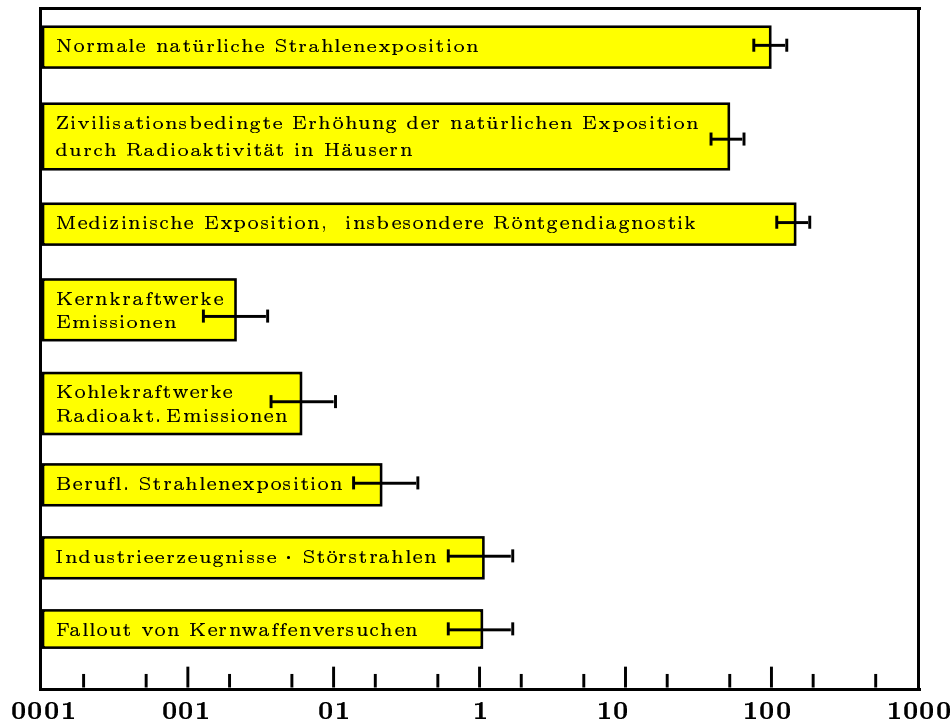 Normale natürliche Strahlenexposition
Zivilisationsbedingte Erhöhung der natürlichen Exposition
durch Radioaktivität in Häusern
Medizinische Exposition, insbesondere Röntgendiagnostik
Kernkraftwerke
Emissionen
Kohlekraftwerke
Radioakt. Emissionen
Berufl. Strahlenexposition
Industrieerzeugnisse · Störstrahlen
Fallout von Kernwaffenversuchen
0001 001 01 1 10 100 1000